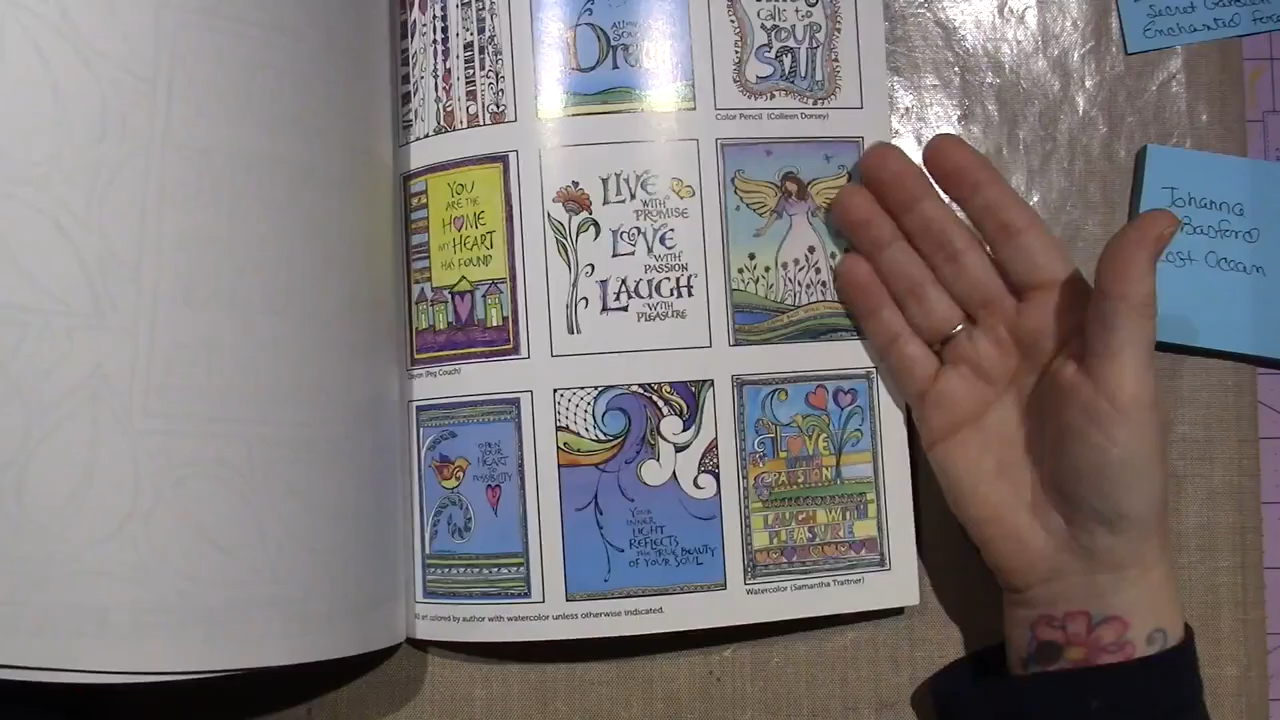 Secret Garden
Enchanted
calls to
YOUR
SOUL
Color Pencil (Colleen Dorsey)
YOU
ARE THE
HOME
MY HEART
HAS FOUND
LIVE
WITH
PROMISE
LOVE
WITH
PASSION
LAUGH
WITH
PLEASURE
Johanna
Basford
Lost Ocean
(Peg Couch)
OPEN
YOUR
HEART
TO
POSSIBILITY
YOUR
INNER
LIGHT
REFLECTS
THE TRUE BEAUTY
OF YOUR SOUL
LOVE
WITH
PASSION
LAUGH WITH
PLEASURE
Watercolor (Samantha Trattner)
art colored by author with watercolor unless otherwise indicated.